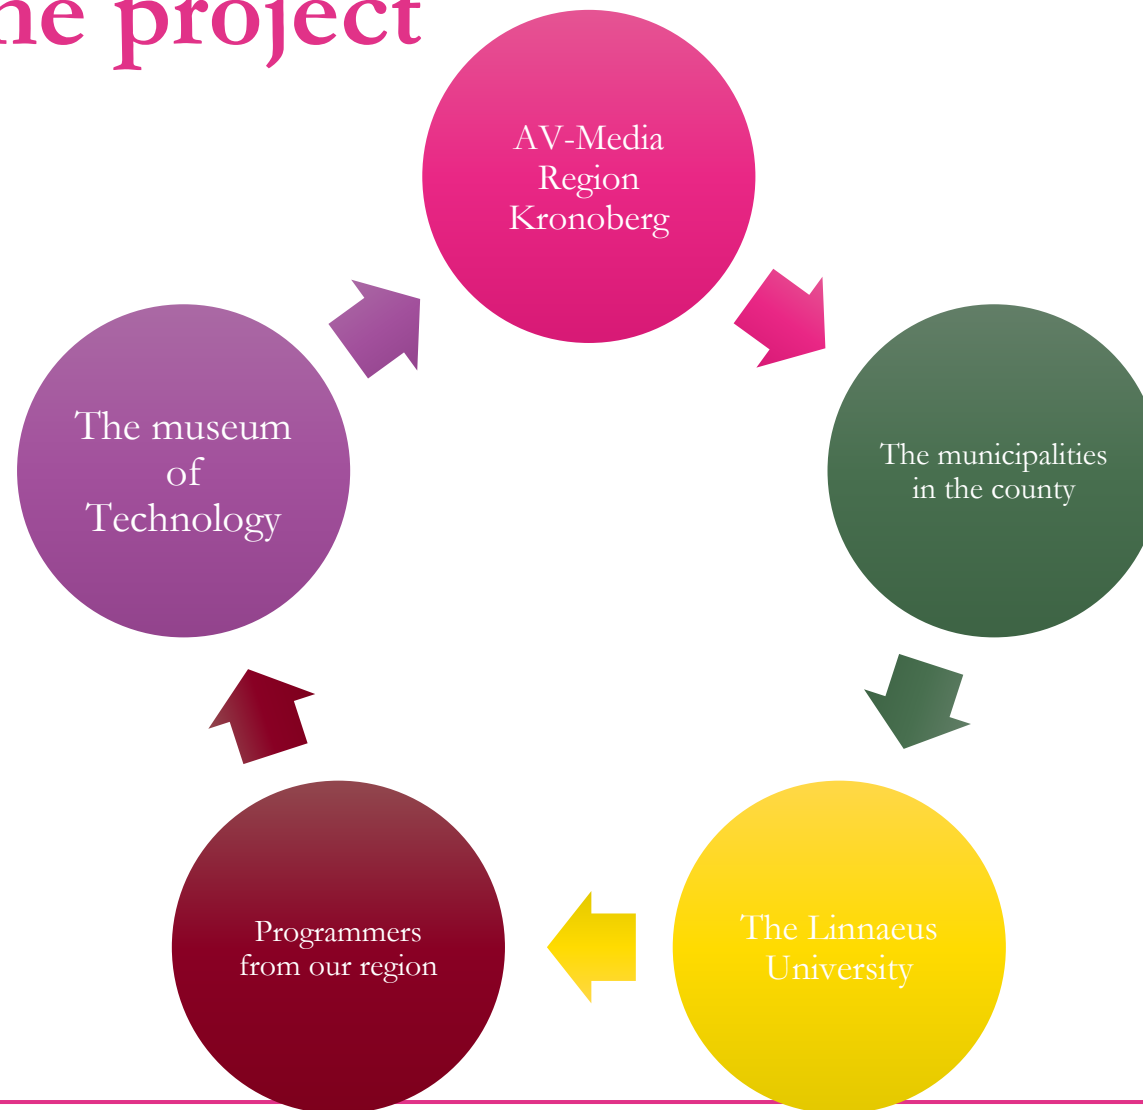 he project
AV-Media
Region
Kronoberg
The municipalities
in the county
The Linnaeus
University
Programmers
from our region
The museum
of
Technology